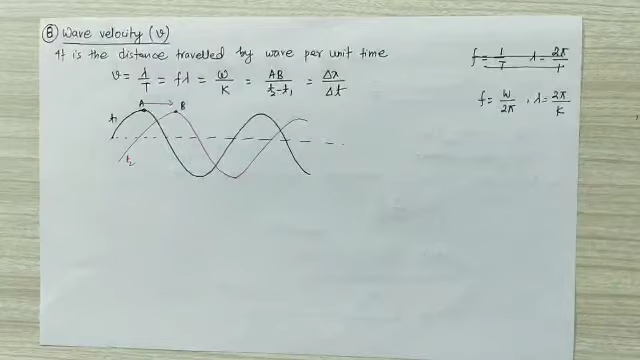 ⑧ Wave velocity (v)
It is the distance travelled by wave per unit time
v = λ/T = fλ = ω/K = AB/t₂-t₁ = Δx/Δt
f = 1/T λ = 2π/
f = W/2π , λ = 2π/K
A B
t₁
t₂